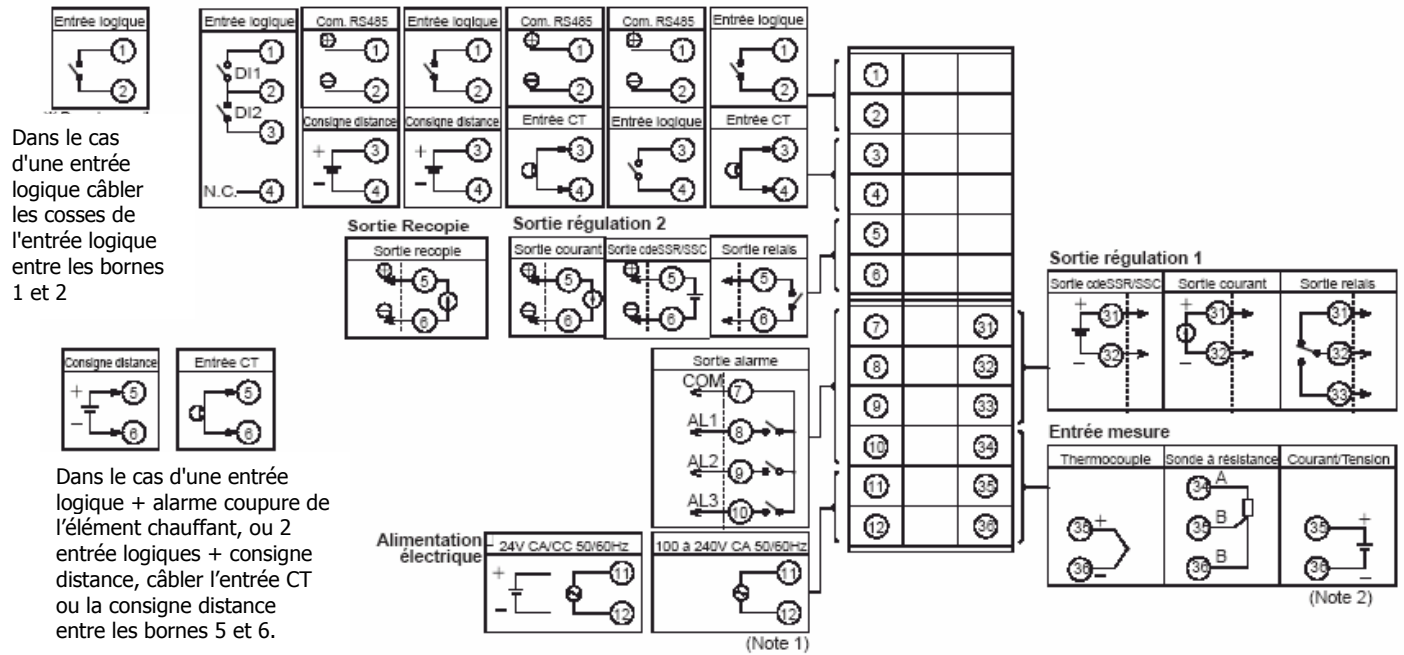 Entrée logique
1
2
Dans le cas
d'une entrée
logique câbler
les cosses de
l'entrée logique
entre les bornes
1 et 2
Entrée logique
1
DI1
2
DI2
3
N.C.
4
Com. RS485
⊕ 1
⊖ 2
Consigne distance
+ 3
− 4
Entrée logique
1
2
Consigne distance
+ 3
− 4
Com. RS485
⊕ 1
⊖ 2
Entrée CT
3
4
Com. RS485
⊕ 1
⊖ 2
Entrée logique
3
4
Entrée logique
1
2
Entrée CT
3
4
Sortie Recopie
Sortie recopie
⊕ 5
⊖ 6
Sortie régulation 2
Sortie courant
⊕ 5
⊖ 6
Sortie cdeSSR/SSC
⊕ 5
⊖ 6
Sortie relais
5
6
Consigne distance
+ 5
− 6
Entrée CT
5
6
Dans le cas d'une entrée
logique + alarme coupure de
l'élément chauffant, ou 2
entrée logiques + consigne
distance, câbler l'entrée CT
ou la consigne distance
entre les bornes 5 et 6.
Sortie alarme
COM 7
AL1 8
AL2 9
AL3 10
Alimentation
électrique
24V CA/CC 50/60Hz
+ 11
− 12
100 à 240V CA 50/60Hz
11
12
(Note 1)
1
2
3
4
5
6
7 31
8 32
9 33
10 34
11 35
12 36
Sortie régulation 1
Sortie cdeSSR/SSC
+ 31
− 32
Sortie courant
+ 31
− 32
Sortie relais
31
32
33
Entrée mesure
Thermocouple
35 +
36 −
Sonde à résistance
34 A
35 B
36 B
Courant/Tension
35 +
36 −
(Note 2)